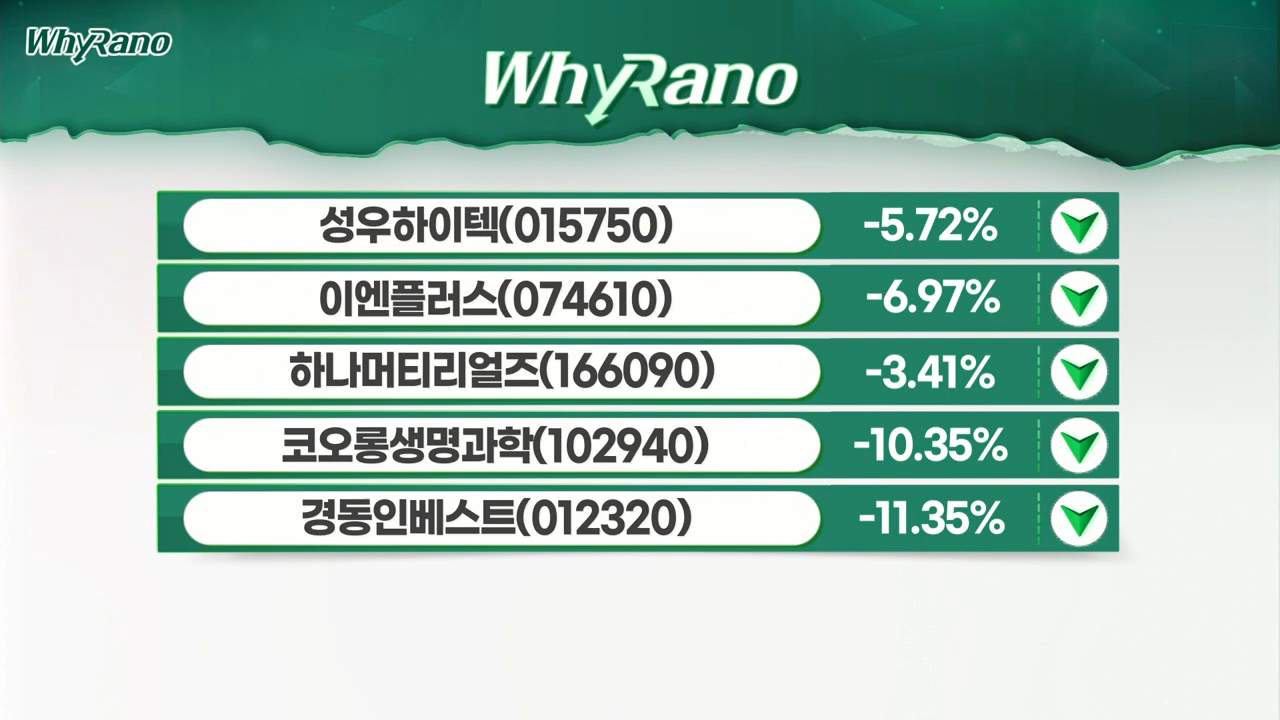 WhyRano
WhyRano
성우하이텍(015750) -5.72%
이엔플러스(074610) -6.97%
하나머티리얼즈(166090) -3.41%
코오롱생명과학(102940) -10.35%
경동인베스트(012320) -11.35%